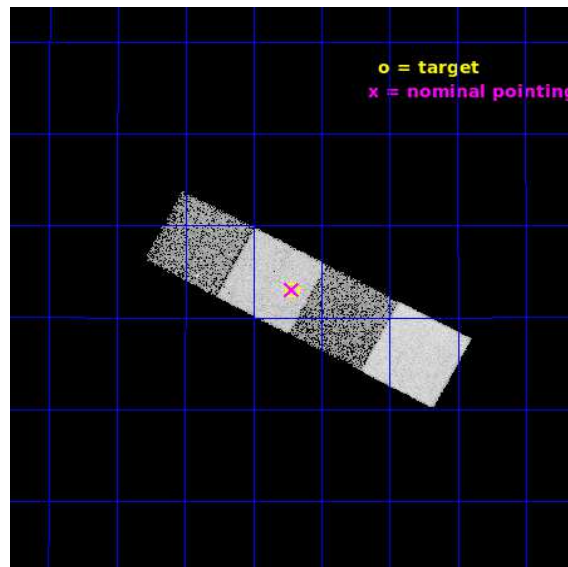 o = target
x = nominal pointing